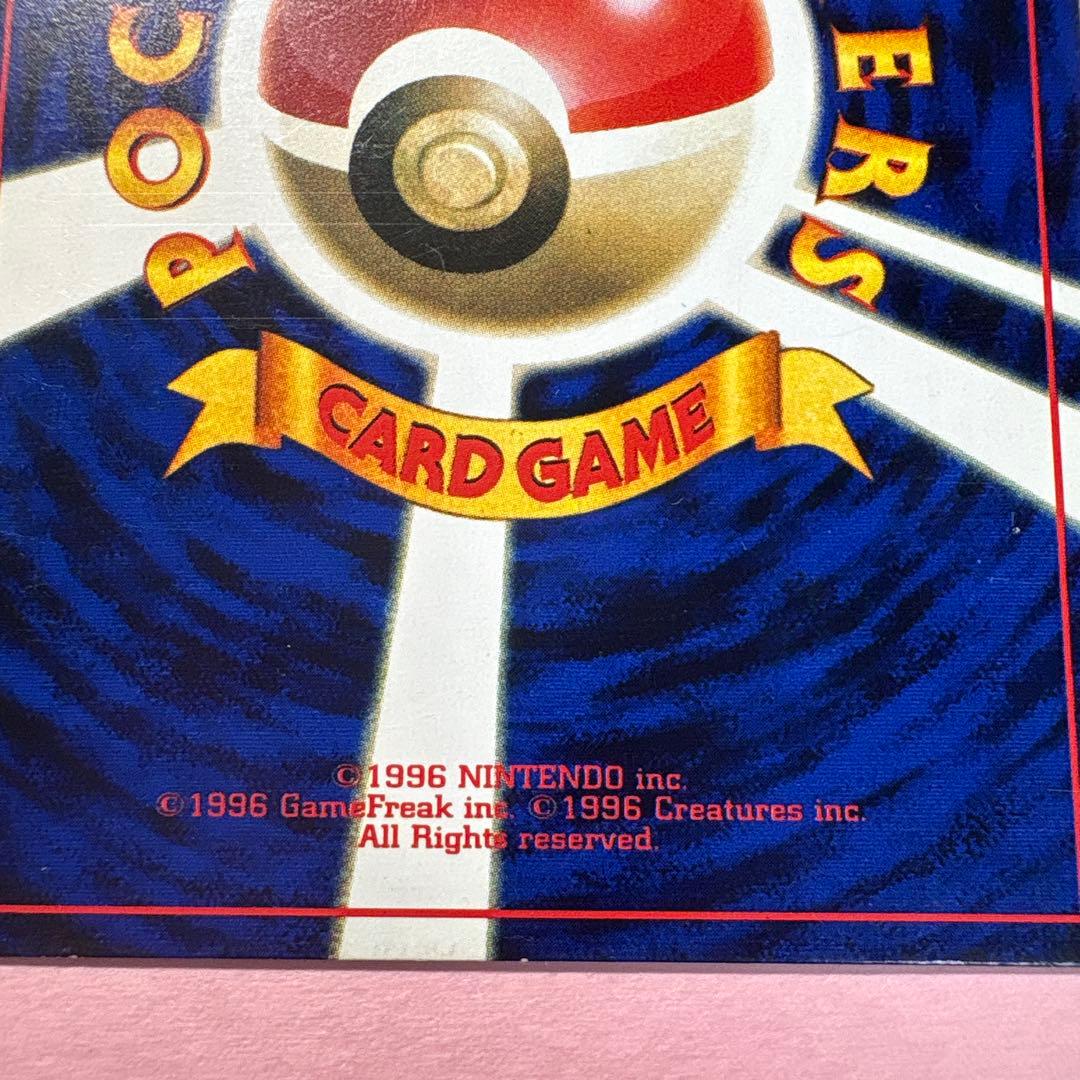 POC
ERS
CARD GAME
©1996 NINTENDO inc.
©1996 GameFreak inc. ©1996 Creatures inc.
All Rights reserved.